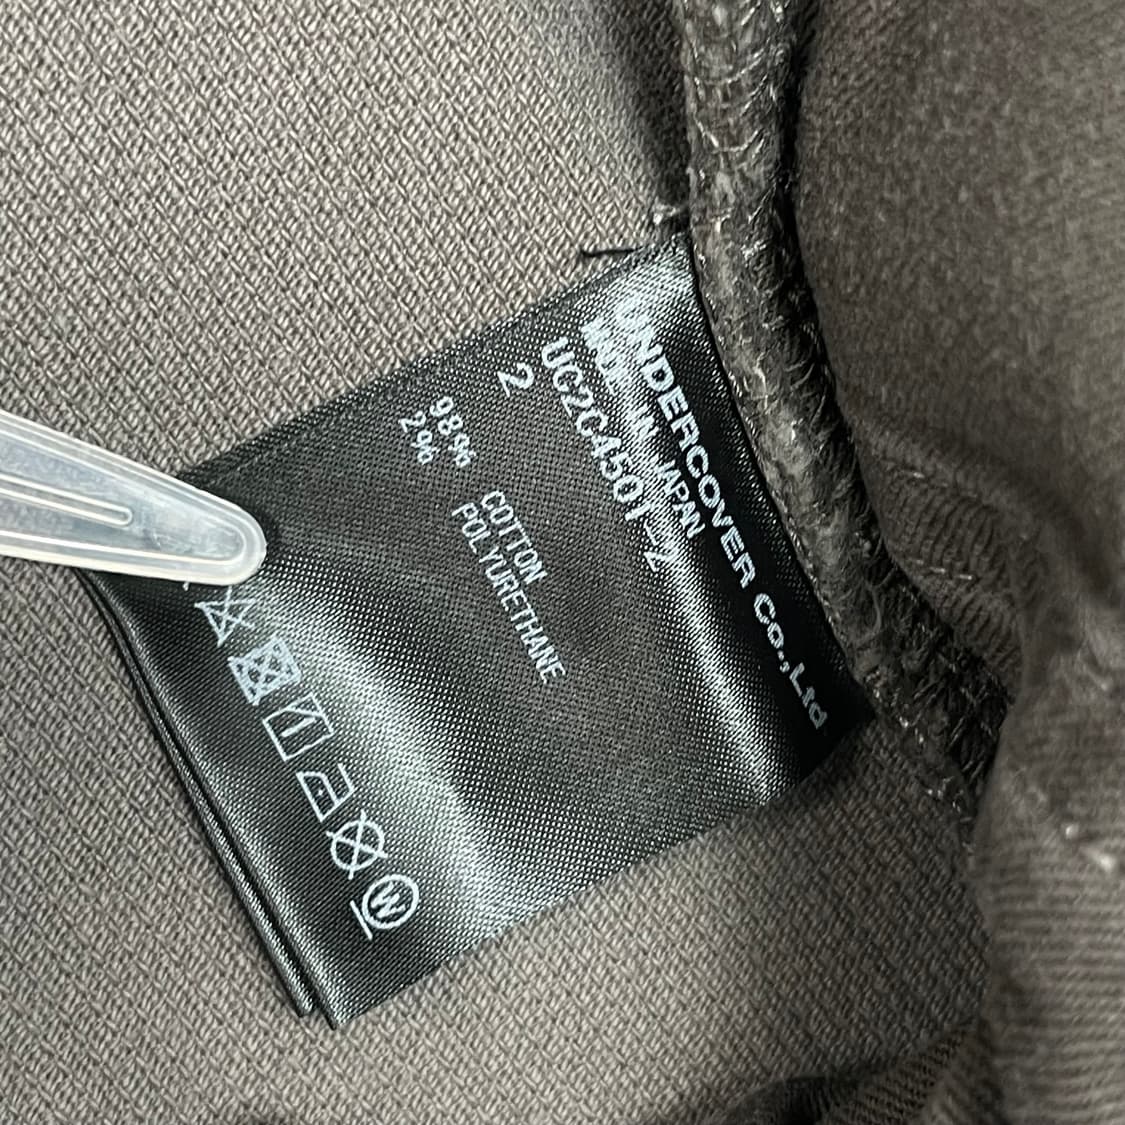 UNDERCOVER Co.,Ltd
MADE IN JAPAN
UC2C4501-2
2
98% COTTON
2% POLYURETHANE
W